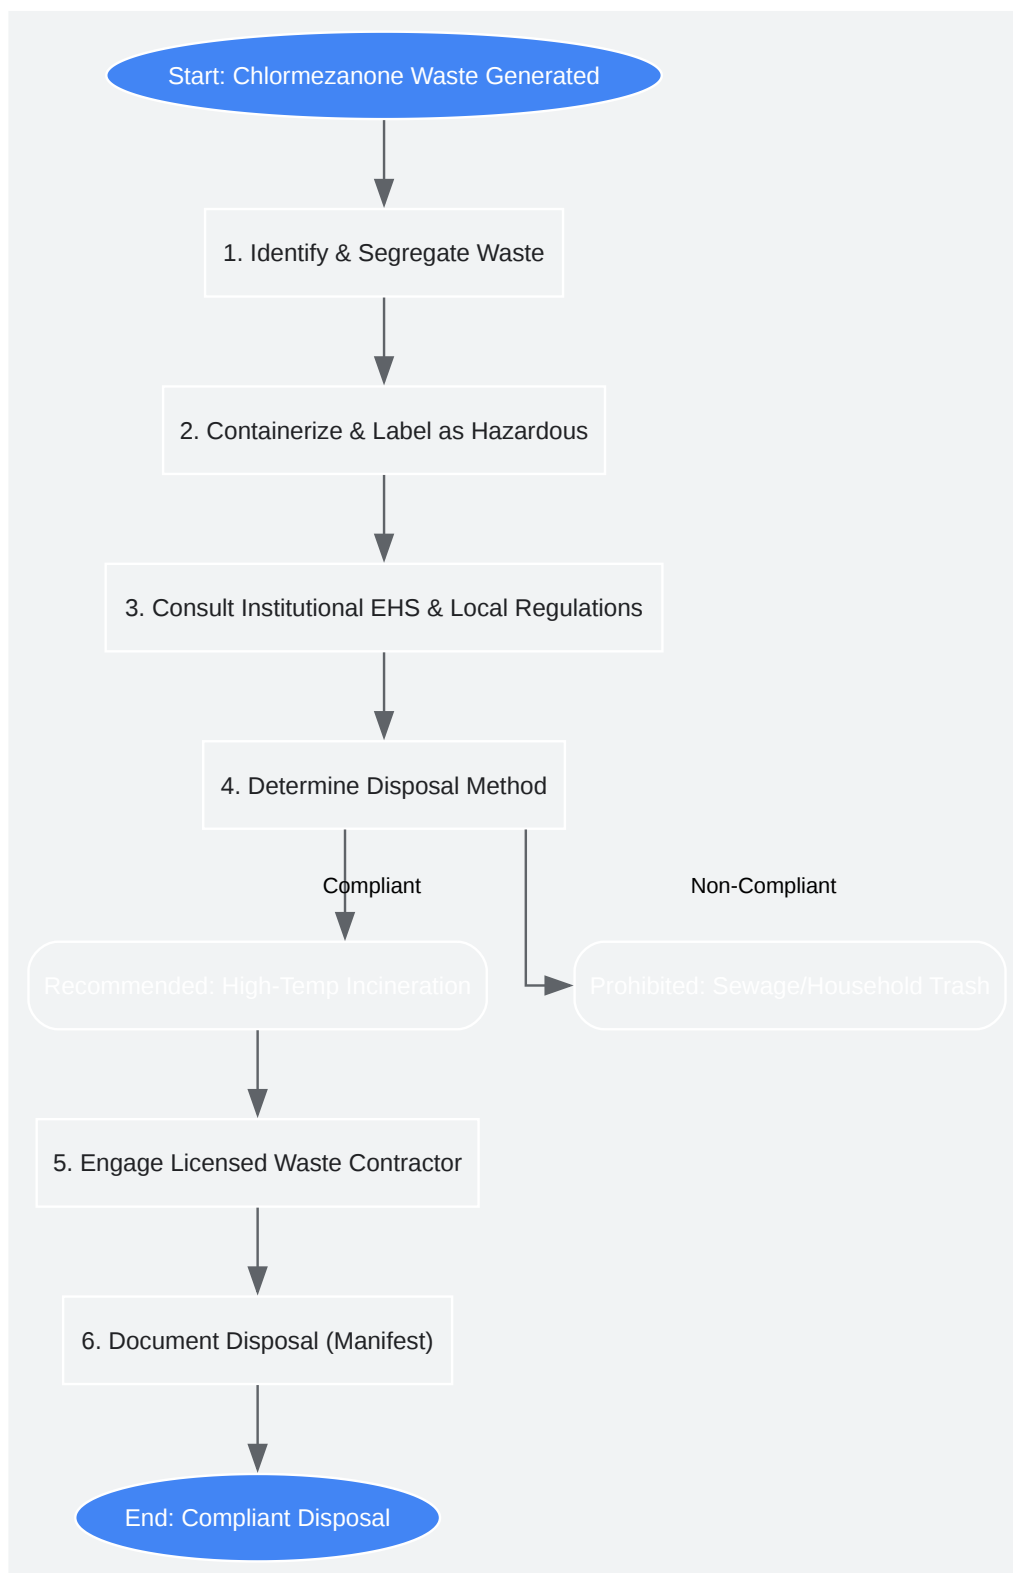 Start: Chlormezanone Waste Generated
1. Identify & Segregate Waste
2. Containerize & Label as Hazardous
3. Consult Institutional EHS & Local Regulations
4. Determine Disposal Method
Compliant
Non-Compliant
Recommended: High-Temp Incineration
Prohibited: Sewage/Household Trash
5. Engage Licensed Waste Contractor
6. Document Disposal (Manifest)
End: Compliant Disposal